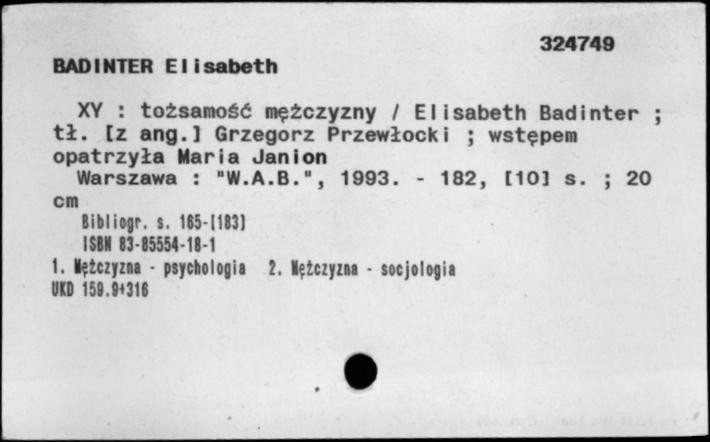 324749
BADINTER Elisabeth
XY : tożsamość mężczyzny / Elisabeth Badinter ;
tł. [z ang.] Grzegorz Przewłocki ; wstępem
opatrzyła Maria Janion
Warszawa : "W.A.B.", 1993. - 182, [10] s. ; 20
cm
Bibliogr. s. 165-[183]
ISBN 83-85554-18-1
1. Mężczyzna - psychologia 2. Mężczyzna - socjologia
UKD 159.9+316